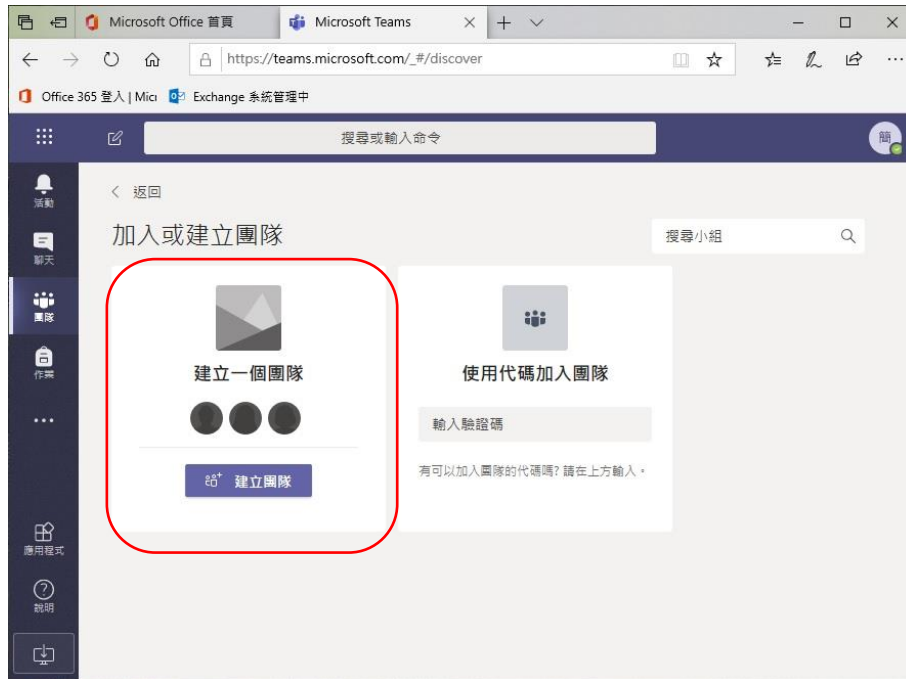 Microsoft Office 首頁
Microsoft Teams
https://teams.microsoft.com/_#/discover
Office 365 登入 | Micr
Exchange 系統管理中
搜尋或輸入命令
簡
活動
返回
加入或建立團隊
搜尋小組
聊天
團隊
建立一個團隊
使用代碼加入團隊
作業
輸入驗證碼
有可以加入團隊的代碼嗎? 請在上方輸入。
建立團隊
應用程式
說明